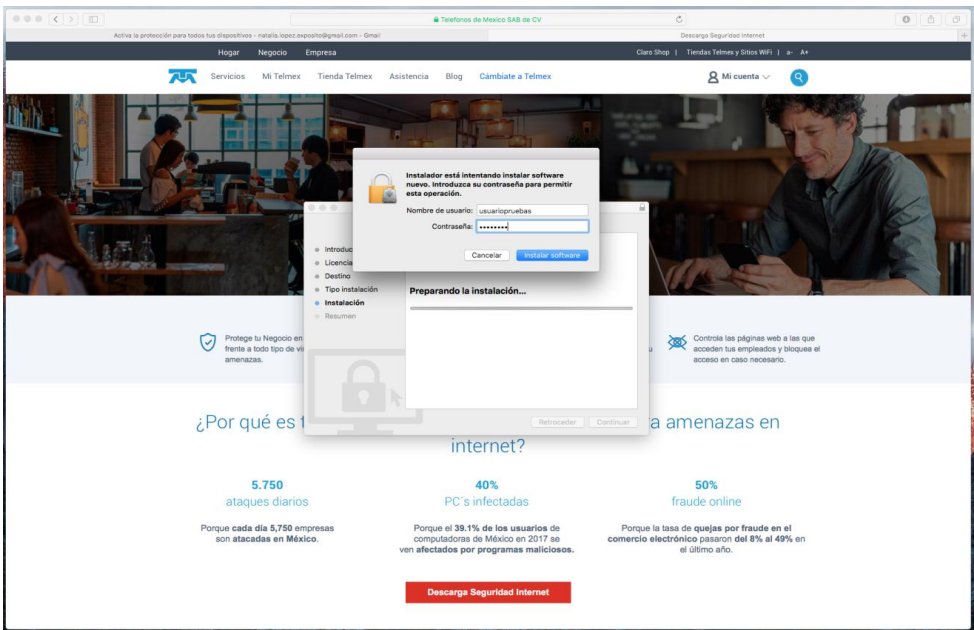 Telefonos de Mexico SAB de CV
Activa la protección para todos tus dispositivos - natalia.lopez.exposito@gmail.com - Gmail
Descarga Seguridad Internet
Hogar Negocio Empresa
Claro Shop | Tiendas Telmex y Sitios WiFi | a- A+
Servicios Mi Telmex Tienda Telmex Asistencia Blog Cámbiate a Telmex
Mi cuenta
Instalador está intentando instalar software
nuevo. Introduzca su contraseña para permitir
esta operación.
Nombre de usuario: usuariopruebas
Contraseña: ••••••••
Cancelar Instalar software
Introduc
Licencia
Destino
Tipo instalación
Instalación
Resumen
Preparando la instalación...
Retroceder Continuar
Protege tu Negocio en
frente a todo tipo de vi
amenazas.
u
Controla las páginas web a las que
acceden tus empleados y bloquea el
acceso en caso necesario.
¿Por qué es
a amenazas en
internet?
5.750
ataques diarios
Porque cada día 5,750 empresas
son atacadas en México.
40%
PC´s infectadas
Porque el 39.1% de los usuarios de
computadoras de México en 2017 se
ven afectados por programas maliciosos.
50%
fraude online
Porque la tasa de quejas por fraude en el
comercio electrónico pasaron del 8% al 49% en
el último año.
Descarga Seguridad Internet